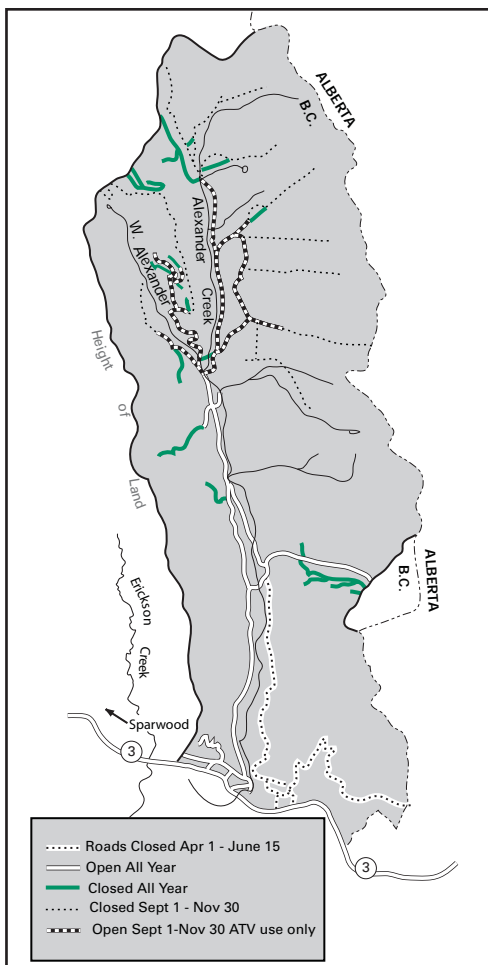 ALBERTA
B.C.
Alexander
Creek
W. Alexander
Height of Land
ALBERTA
B.C.
Erickson Creek
Sparwood
3
3
Roads Closed Apr 1 - June 15
Open All Year
Closed All Year
Closed Sept 1 - Nov 30
Open Sept 1-Nov 30 ATV use only